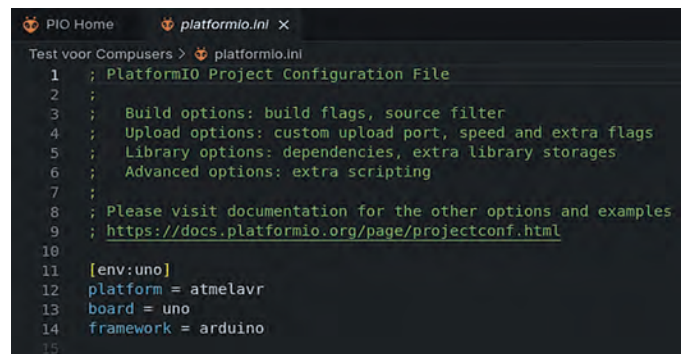 PIO Home platformio.ini ×
Test voor Compusers > platformio.ini
1 ; PlatformIO Project Configuration File
2 ;
3 ;   Build options: build flags, source filter
4 ;   Upload options: custom upload port, speed and extra flags
5 ;   Library options: dependencies, extra library storages
6 ;   Advanced options: extra scripting
7 ;
8 ; Please visit documentation for the other options and examples
9 ; https://docs.platformio.org/page/projectconf.html
10
11 [env:uno]
12 platform = atmelavr
13 board = uno
14 framework = arduino
15